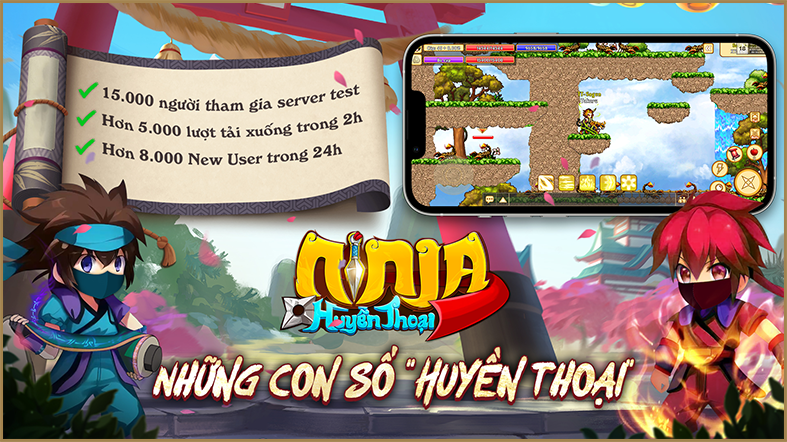 15.000 người tham gia server test
Hơn 5.000 lượt tải xuống trong 2h
Hơn 8.000 New User trong 24h
NINJA
Huyền Thoại
NHỮNG CON SỐ "HUYỀN THOẠI"